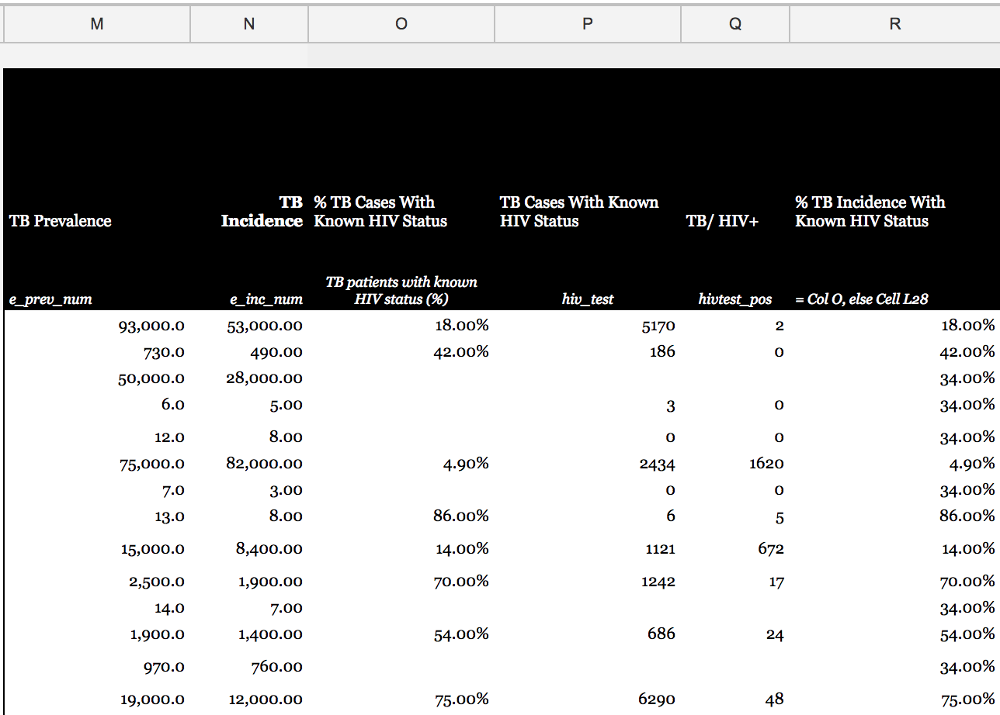 M N O P Q R
TB % TB Cases With TB Cases With Known % TB Incidence With
TB Prevalence Incidence Known HIV Status HIV Status TB/ HIV+ Known HIV Status
TB patients with known
e_prev_num e_inc_num HIV status (%) hiv_test hivtest_pos = Col O, else Cell L28
93,000.0 53,000.00 18.00% 5170 2 18.00%
730.0 490.00 42.00% 186 0 42.00%
50,000.0 28,000.00 34.00%
6.0 5.00 3 0 34.00%
12.0 8.00 0 0 34.00%
75,000.0 82,000.00 4.90% 2434 1620 4.90%
7.0 3.00 0 0 34.00%
13.0 8.00 86.00% 6 5 86.00%
15,000.0 8,400.00 14.00% 1121 672 14.00%
2,500.0 1,900.00 70.00% 1242 17 70.00%
14.0 7.00 34.00%
1,900.0 1,400.00 54.00% 686 24 54.00%
970.0 760.00 34.00%
19,000.0 12,000.00 75.00% 6290 48 75.00%